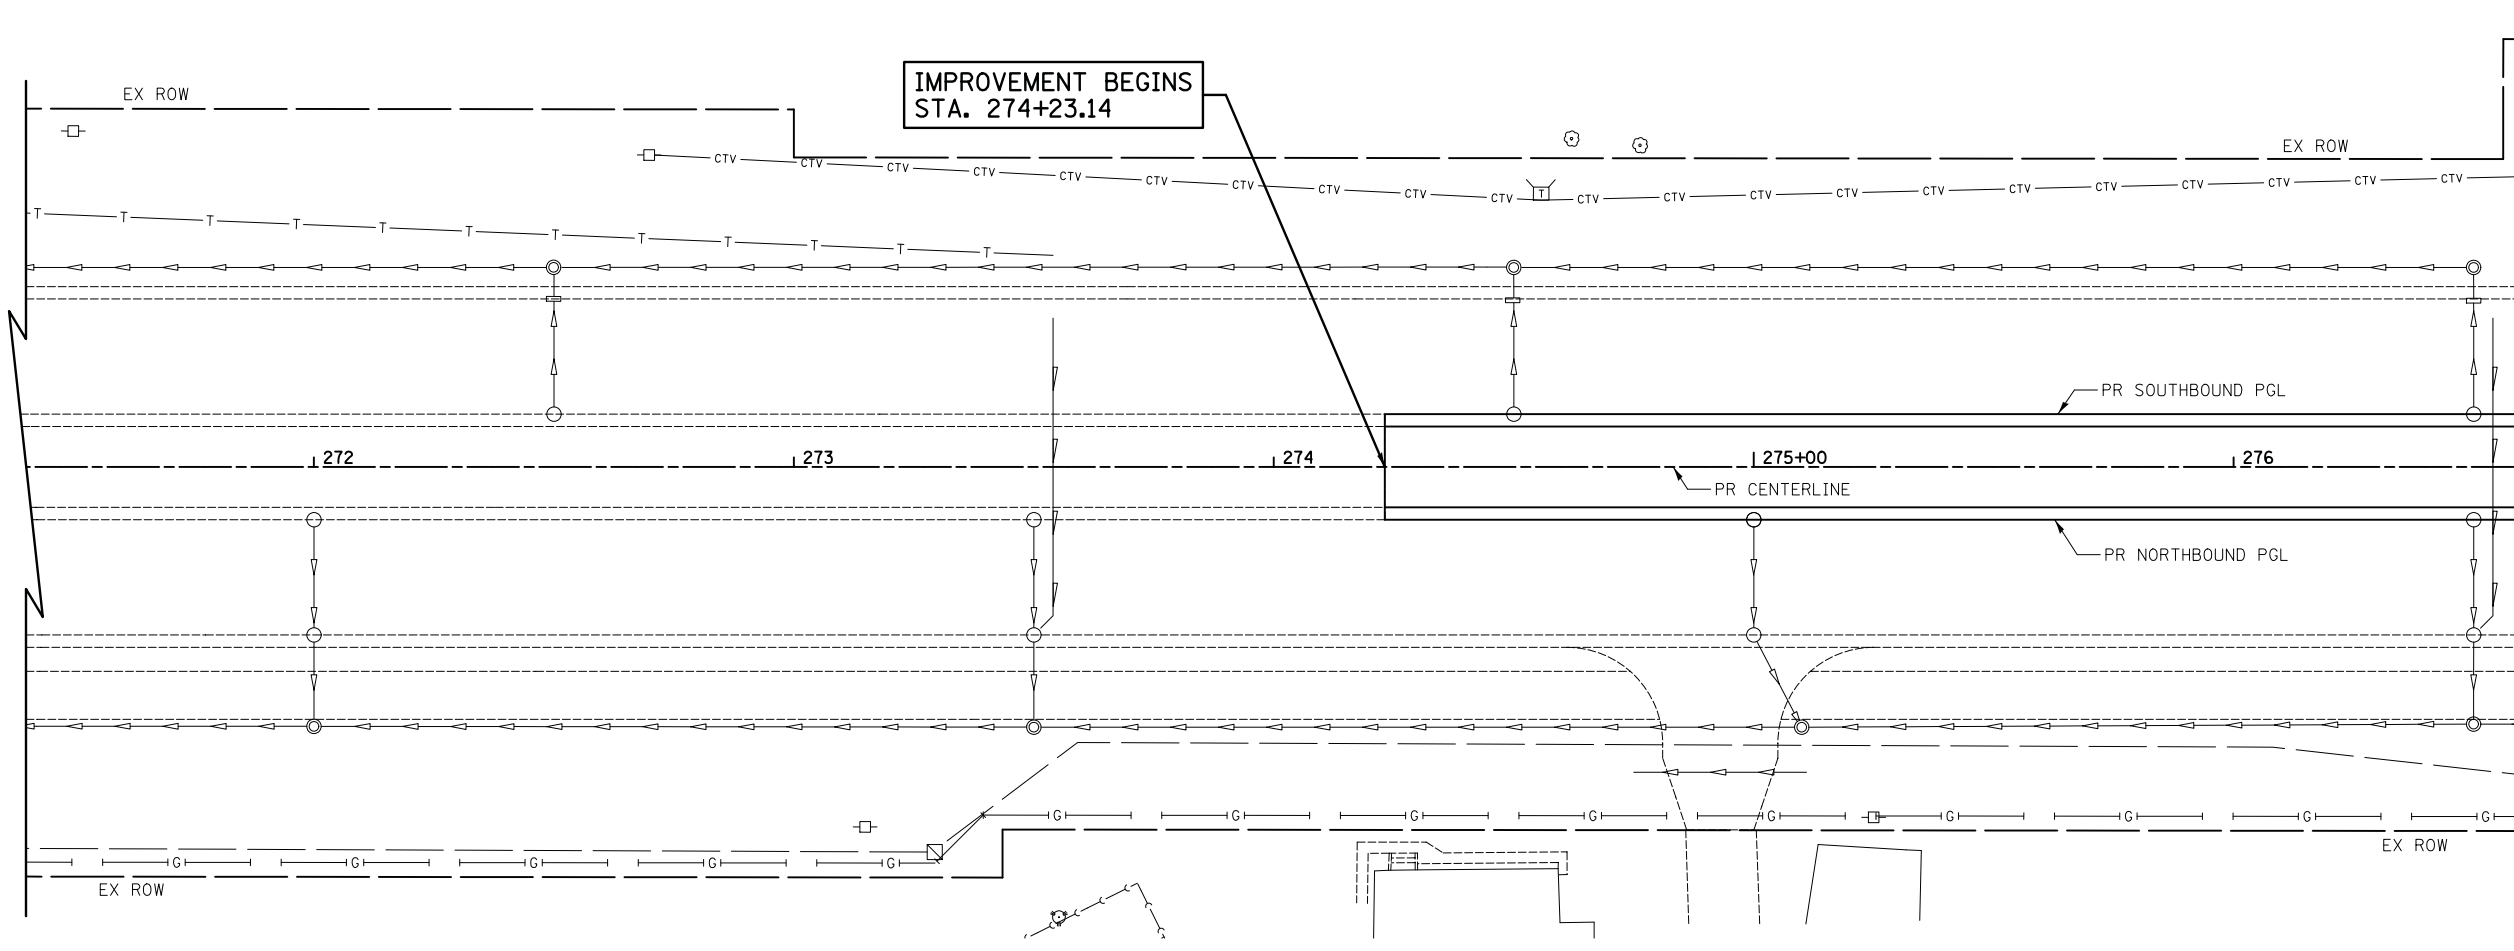 IMPROVEMENT BEGINS
STA. 274+23.14
EX ROW
EX ROW
CTV CTV CTV CTV CTV CTV CTV CTV CTV CTV CTV CTV CTV CTV CTV CTV CTV CTV CTV CTV CTV
T
T T T T T T T T T T T T
PR SOUTHBOUND PGL
272 273 274 275+00 276
PR CENTERLINE
PR NORTHBOUND PGL
G G G G G G G G G
EX ROW
G G G G G
EX ROW
C C C C C C C